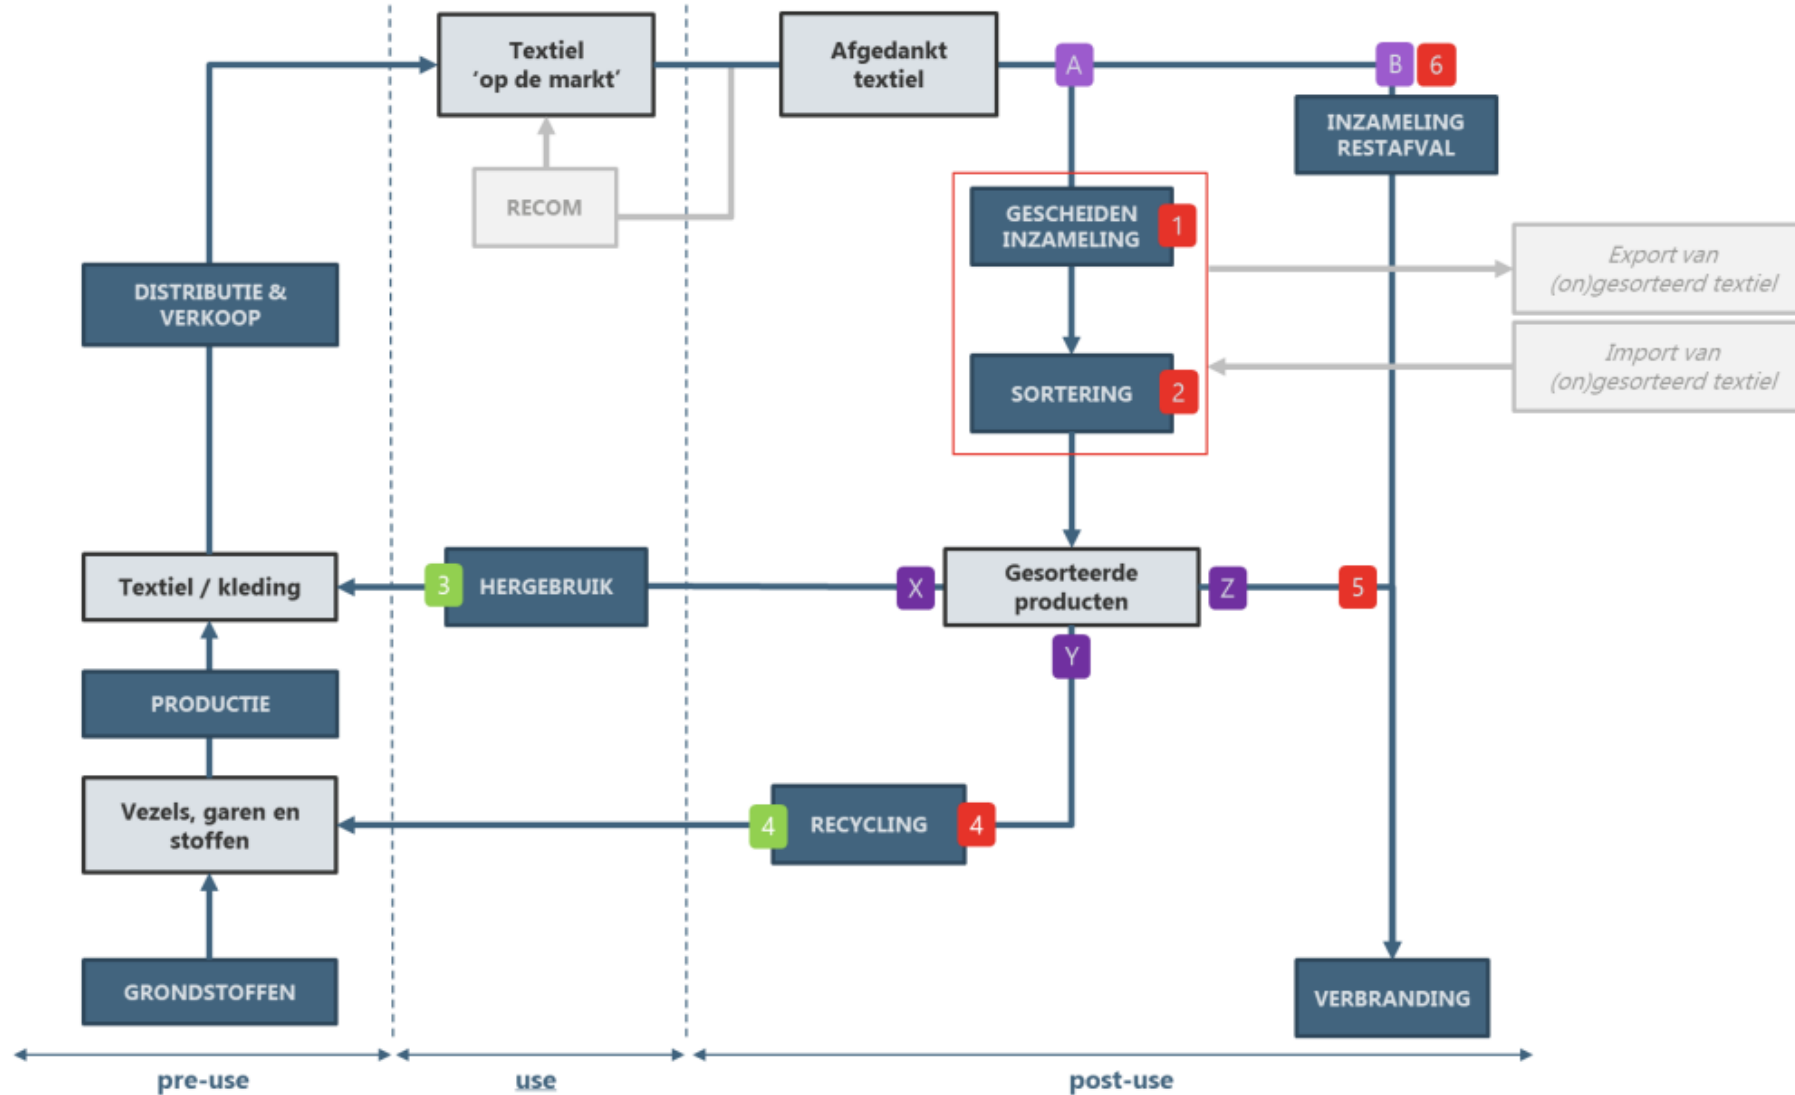 Textiel
‘op de markt’
Afgedankt
textiel
A
B
6
INZAMELING
RESTAFVAL
RECOM
GESCHEIDEN
INZAMELING
1
Export van
(on)gesorteerd textiel
DISTRIBUTIE &
VERKOOP
Import van
(on)gesorteerd textiel
SORTERING
2
Textiel / kleding
3
HERGEBRUIK
X
Gesorteerde
producten
Z
5
Y
PRODUCTIE
Vezels, garen en
stoffen
4
RECYCLING
4
GRONDSTOFFEN
VERBRANDING
pre-use
use
post-use